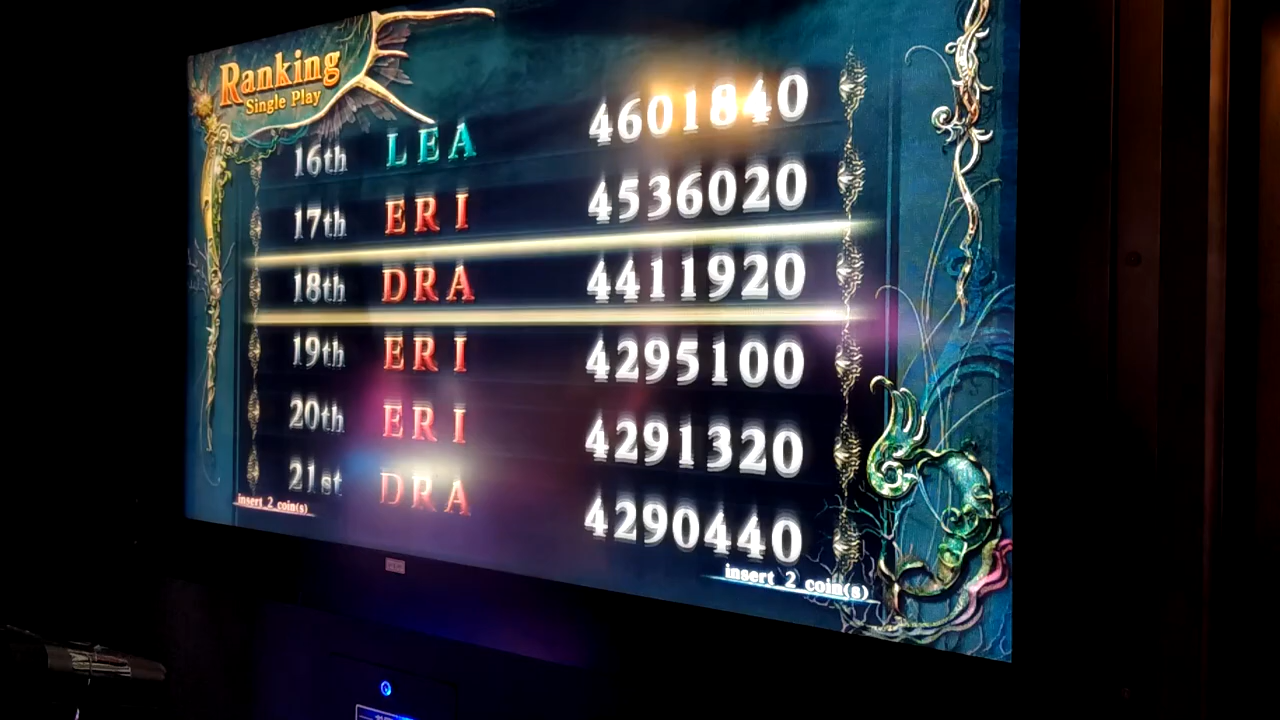 Ranking
Single Play
16th LEA 4601840
17th ERI 4536020
18th DRA 4411920
19th ERI 4295100
20th ERI 4291320
21st DRA 4290440
insert 2 coin(s)
insert 2 coin(s)